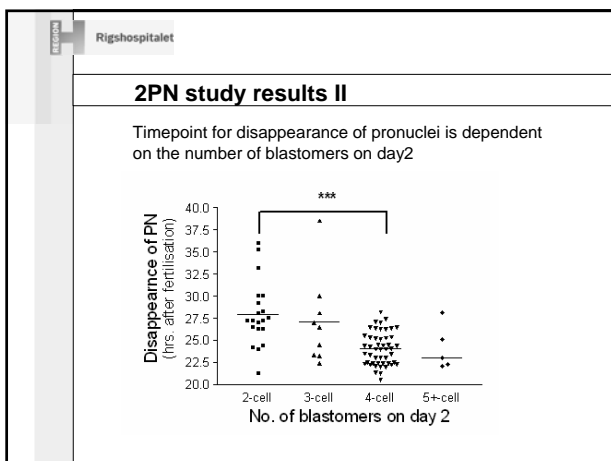 REGION
Rigshospitalet
2PN study results II
Timepoint for disappearance of pronuclei is dependent
on the number of blastomers on day2
***
Disappearnce of PN
(hrs. after fertilisation)
40.0
37.5
35.0
32.5
30.0
27.5
25.0
22.5
20.0
2-cell 3-cell 4-cell 5+-cell
No. of blastomers on day 2